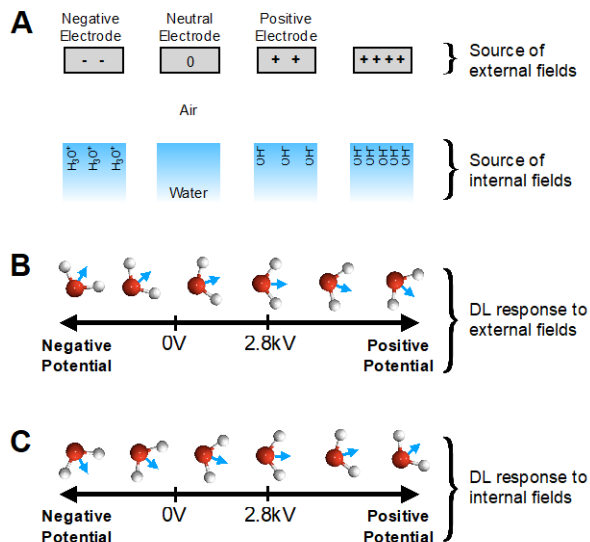 A
Negative
Electrode
Neutral
Electrode
Positive
Electrode
- -
0
+ +
++++
Source of
external fields
Air
H₃O⁺ H₃O⁺ H₃O⁺
OH⁻ OH⁻ OH⁻
OH⁻ OH⁻ OH⁻ OH⁻ OH⁻
Water
Source of
internal fields
B
DL response to
external fields
Negative
Potential
0V
2.8kV
Positive
Potential
C
DL response to
internal fields
Negative
Potential
0V
2.8kV
Positive
Potential